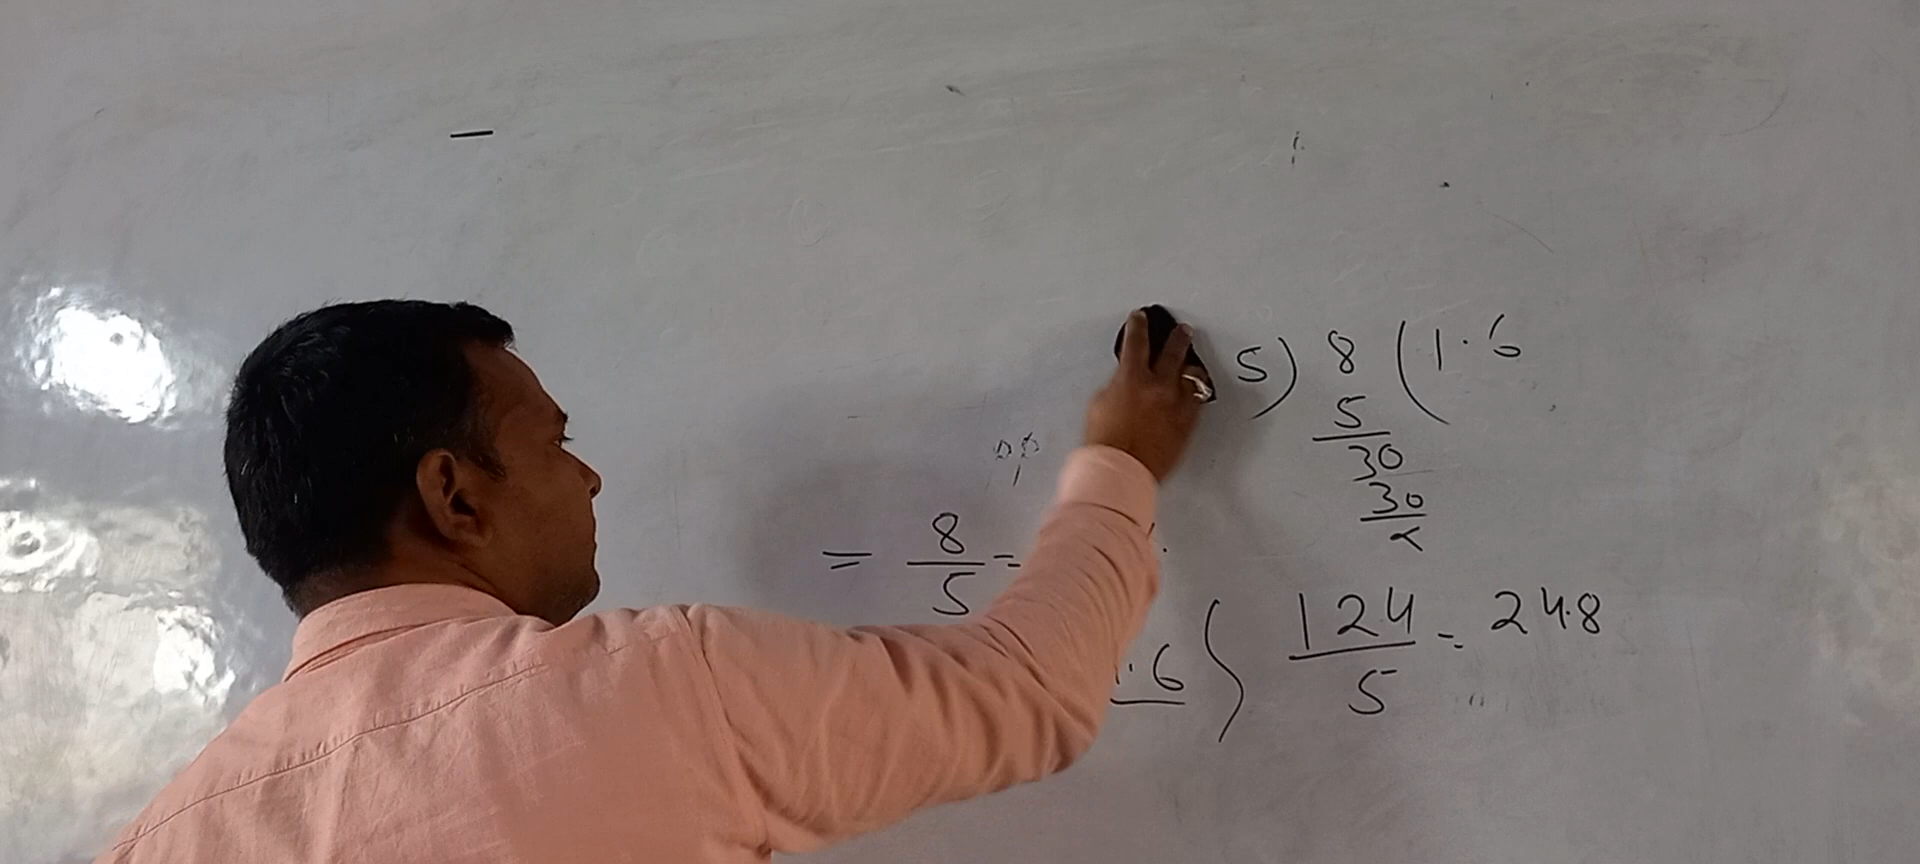 5) 8 (1.6
5
30
30
×
= 8/5 =
.6
124/5 = 24.8